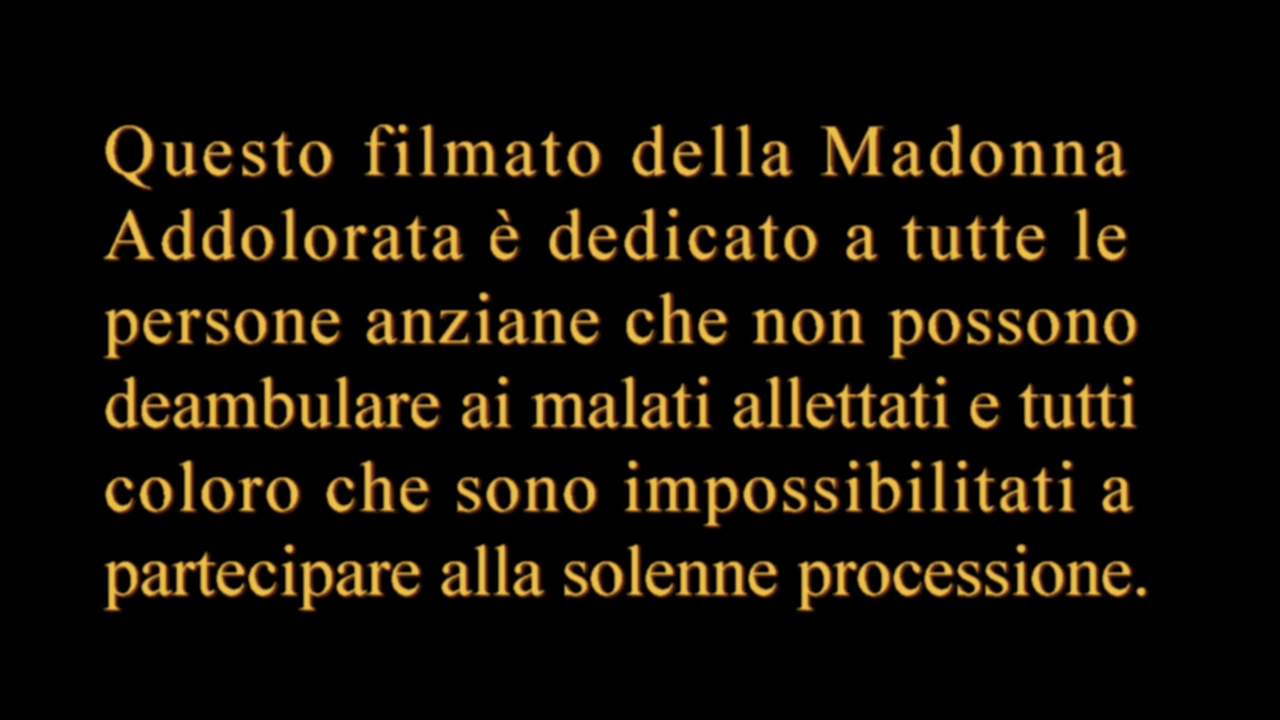 Questo filmato della Madonna
Addolorata è dedicato a tutte le
persone anziane che non possono
deambulare ai malati allettati e tutti
coloro che sono impossibilitati a
partecipare alla solenne processione.